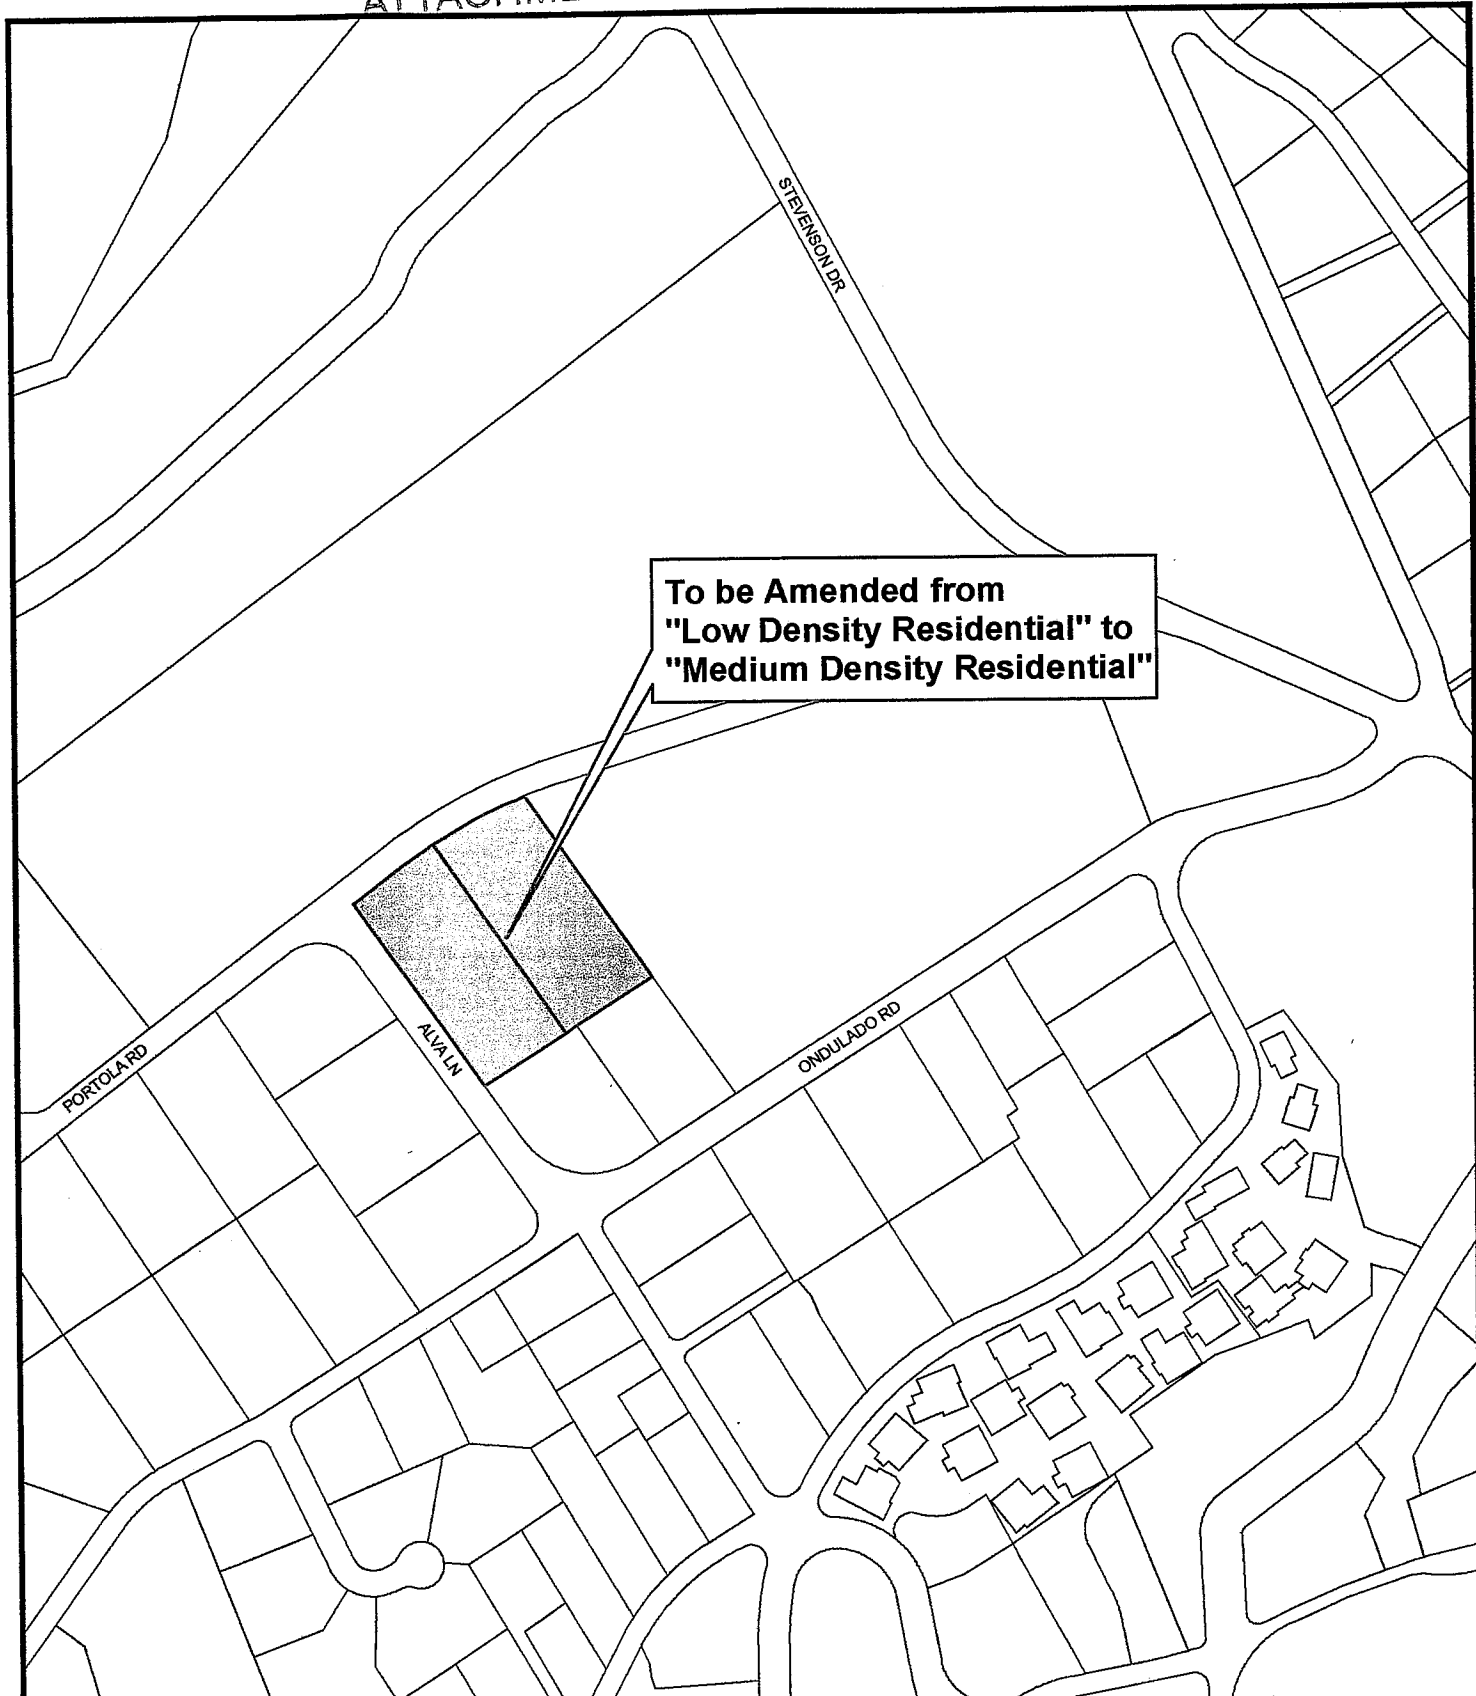 STEVENSON DR
To be Amended from
"Low Density Residential" to
"Medium Density Residential"
PORTOLA RD
ALVA LN
ONDULADO RD